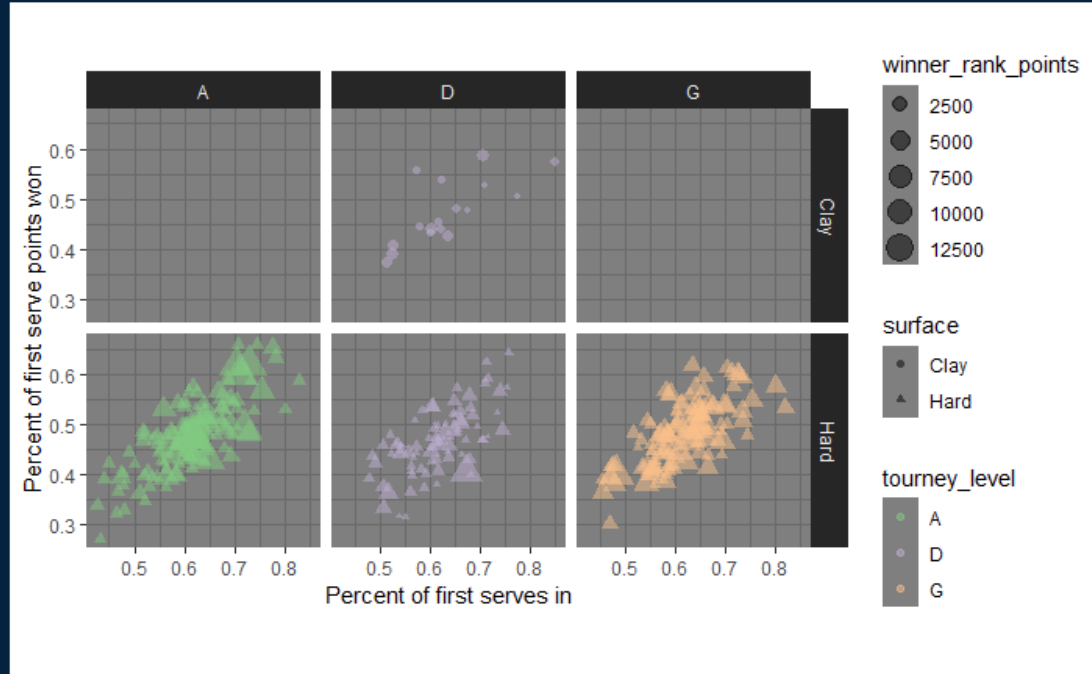 A D G
Clay
Hard
Percent of first serve points won
0.6
0.5
0.4
0.3
0.6
0.5
0.4
0.3
0.5 0.6 0.7 0.8 0.5 0.6 0.7 0.8 0.5 0.6 0.7 0.8
Percent of first serves in
winner_rank_points
2500
5000
7500
10000
12500
surface
Clay
Hard
tourney_level
A
D
G